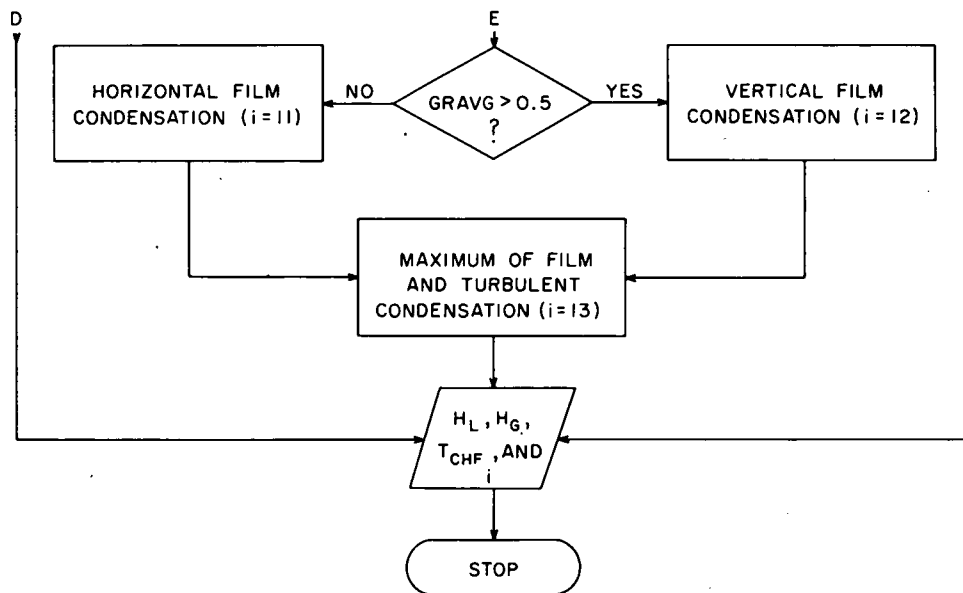 D
E
HORIZONTAL FILM
CONDENSATION (i=11)
NO
GRAVG > 0.5
?
YES
VERTICAL FILM
CONDENSATION (i=12)
MAXIMUM OF FILM
AND TURBULENT
CONDENSATION (i=13)
H_L, H_G,
T_CHF, AND
i
STOP